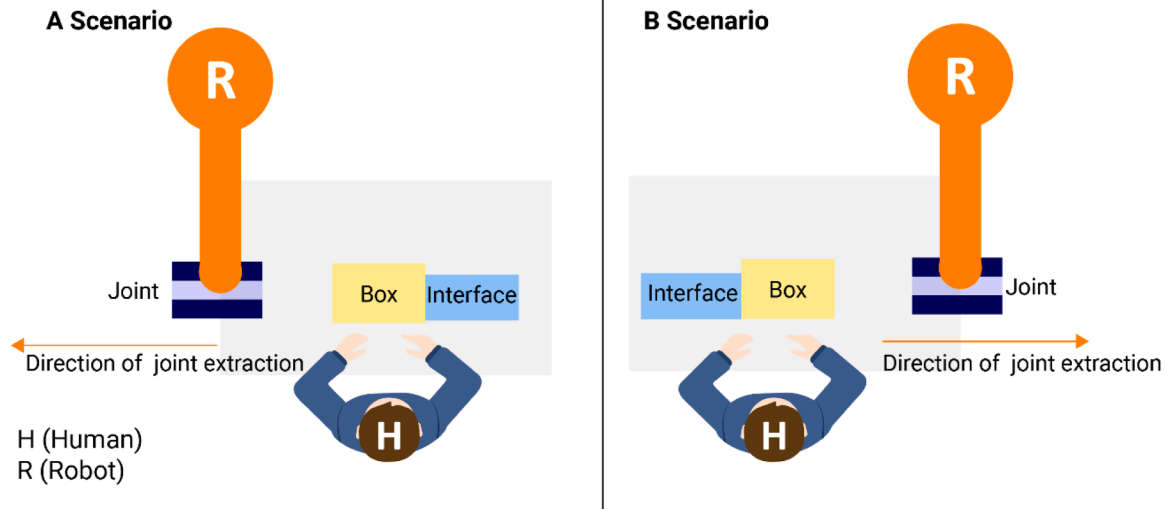 A Scenario
R
Joint
Box
Interface
Direction of joint extraction
H
H (Human)
R (Robot)
B Scenario
R
Interface
Box
Joint
Direction of joint extraction
H